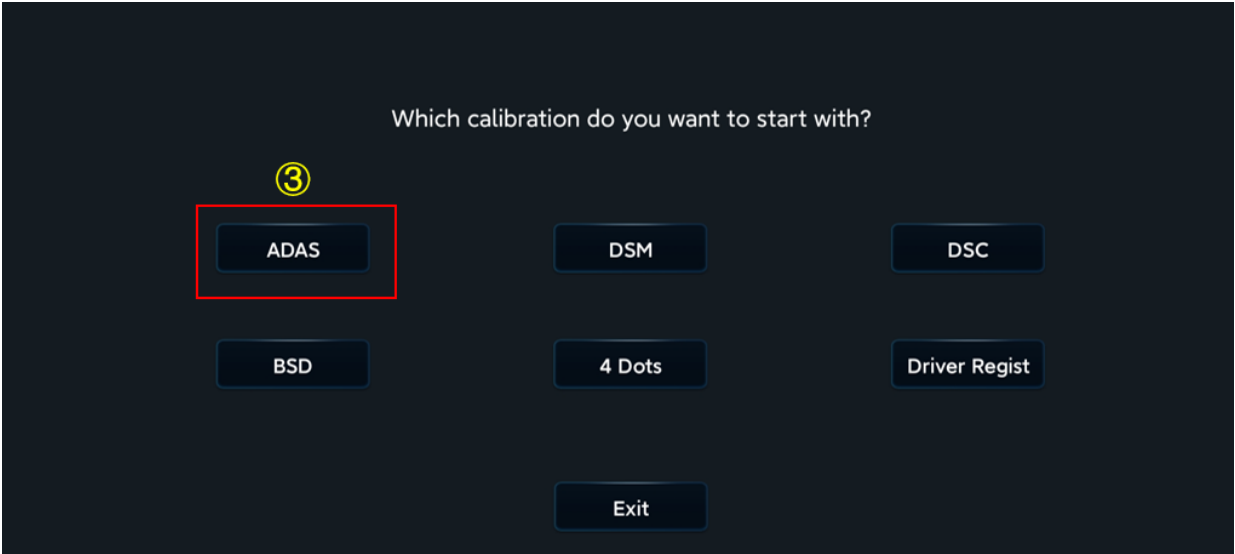 Which calibration do you want to start with?
③
ADAS
DSM
DSC
BSD
4 Dots
Driver Regist
Exit